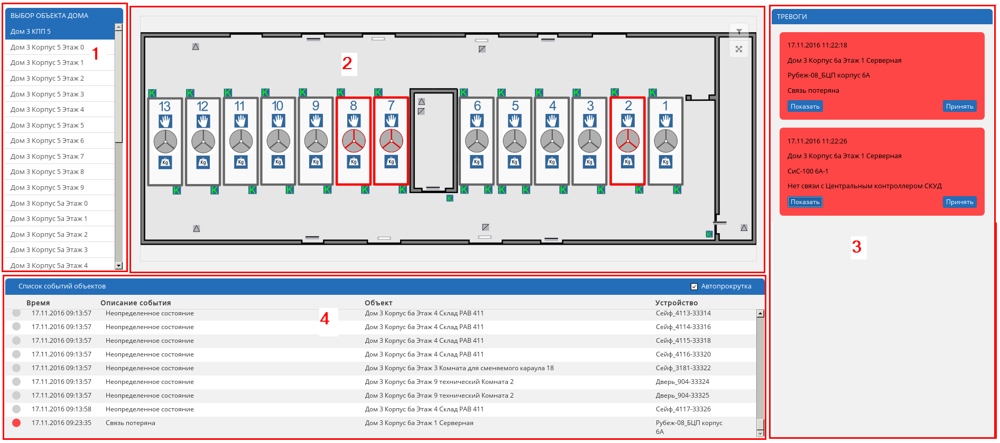 ВЫБОР ОБЪЕКТА ДОМА
Дом 3 КПП 5
Дом 3 Корпус 5 Этаж 0
Дом 3 Корпус 5 Этаж 1
Дом 3 Корпус 5 Этаж 2
Дом 3 Корпус 5 Этаж 3
Дом 3 Корпус 5 Этаж 4
Дом 3 Корпус 5 Этаж 5
Дом 3 Корпус 5 Этаж 6
Дом 3 Корпус 5 Этаж 7
Дом 3 Корпус 5 Этаж 8
Дом 3 Корпус 5 Этаж 9
Дом 3 Корпус 5а Этаж 0
Дом 3 Корпус 5а Этаж 1
Дом 3 Корпус 5а Этаж 2
Дом 3 Корпус 5а Этаж 3
Дом 3 Корпус 5а Этаж 4
1
2
K K K K K K K K K K K K K
13 12 11 10 9 8 7 6 5 4 3 2 1
Kg Kg Kg Kg Kg Kg Kg Kg Kg Kg Kg Kg Kg
K K K K K K K K K K K K K K K
K
K
ТРЕВОГИ
17.11.2016 11:22:18
Дом 3 Корпус 6а Этаж 1 Серверная
Рубеж-08_БЦП корпус 6А
Связь потеряна
Показать Принять
17.11.2016 11:22:26
Дом 3 Корпус 6а Этаж 1 Серверная
СиС-100 6А-1
Нет связи с Центральным контроллером СКУД
Показать Принять
3
Список событий объектов Автопрокрутка
Время Описание события Объект Устройство
4
17.11.2016 09:13:57 Неопределенное состояние Дом 3 Корпус 6а Этаж 4 Склад РАВ 411 Сейф_4113-33314
17.11.2016 09:13:57 Неопределенное состояние Дом 3 Корпус 6а Этаж 4 Склад РАВ 411 Сейф_4114-33316
17.11.2016 09:13:57 Неопределенное состояние Дом 3 Корпус 6а Этаж 4 Склад РАВ 411 Сейф_4115-33318
17.11.2016 09:13:57 Неопределенное состояние Дом 3 Корпус 6а Этаж 4 Склад РАВ 411 Сейф_4116-33320
17.11.2016 09:13:57 Неопределенное состояние Дом 3 Корпус 6а Этаж 3 Комната для сменяемого караула 18 Сейф_3181-33322
17.11.2016 09:13:57 Неопределенное состояние Дом 3 Корпус 6а Этаж 9 технический Комната 2 Дверь_904-33324
17.11.2016 09:13:57 Неопределенное состояние Дом 3 Корпус 6а Этаж 9 технический Комната 2 Дверь_904-33325
17.11.2016 09:13:58 Неопределенное состояние Дом 3 Корпус 6а Этаж 4 Склад РАВ 411 Сейф_4117-33326
17.11.2016 09:23:35 Связь потеряна Дом 3 Корпус 6а Этаж 1 Серверная Рубеж-08_БЦП корпус
6А